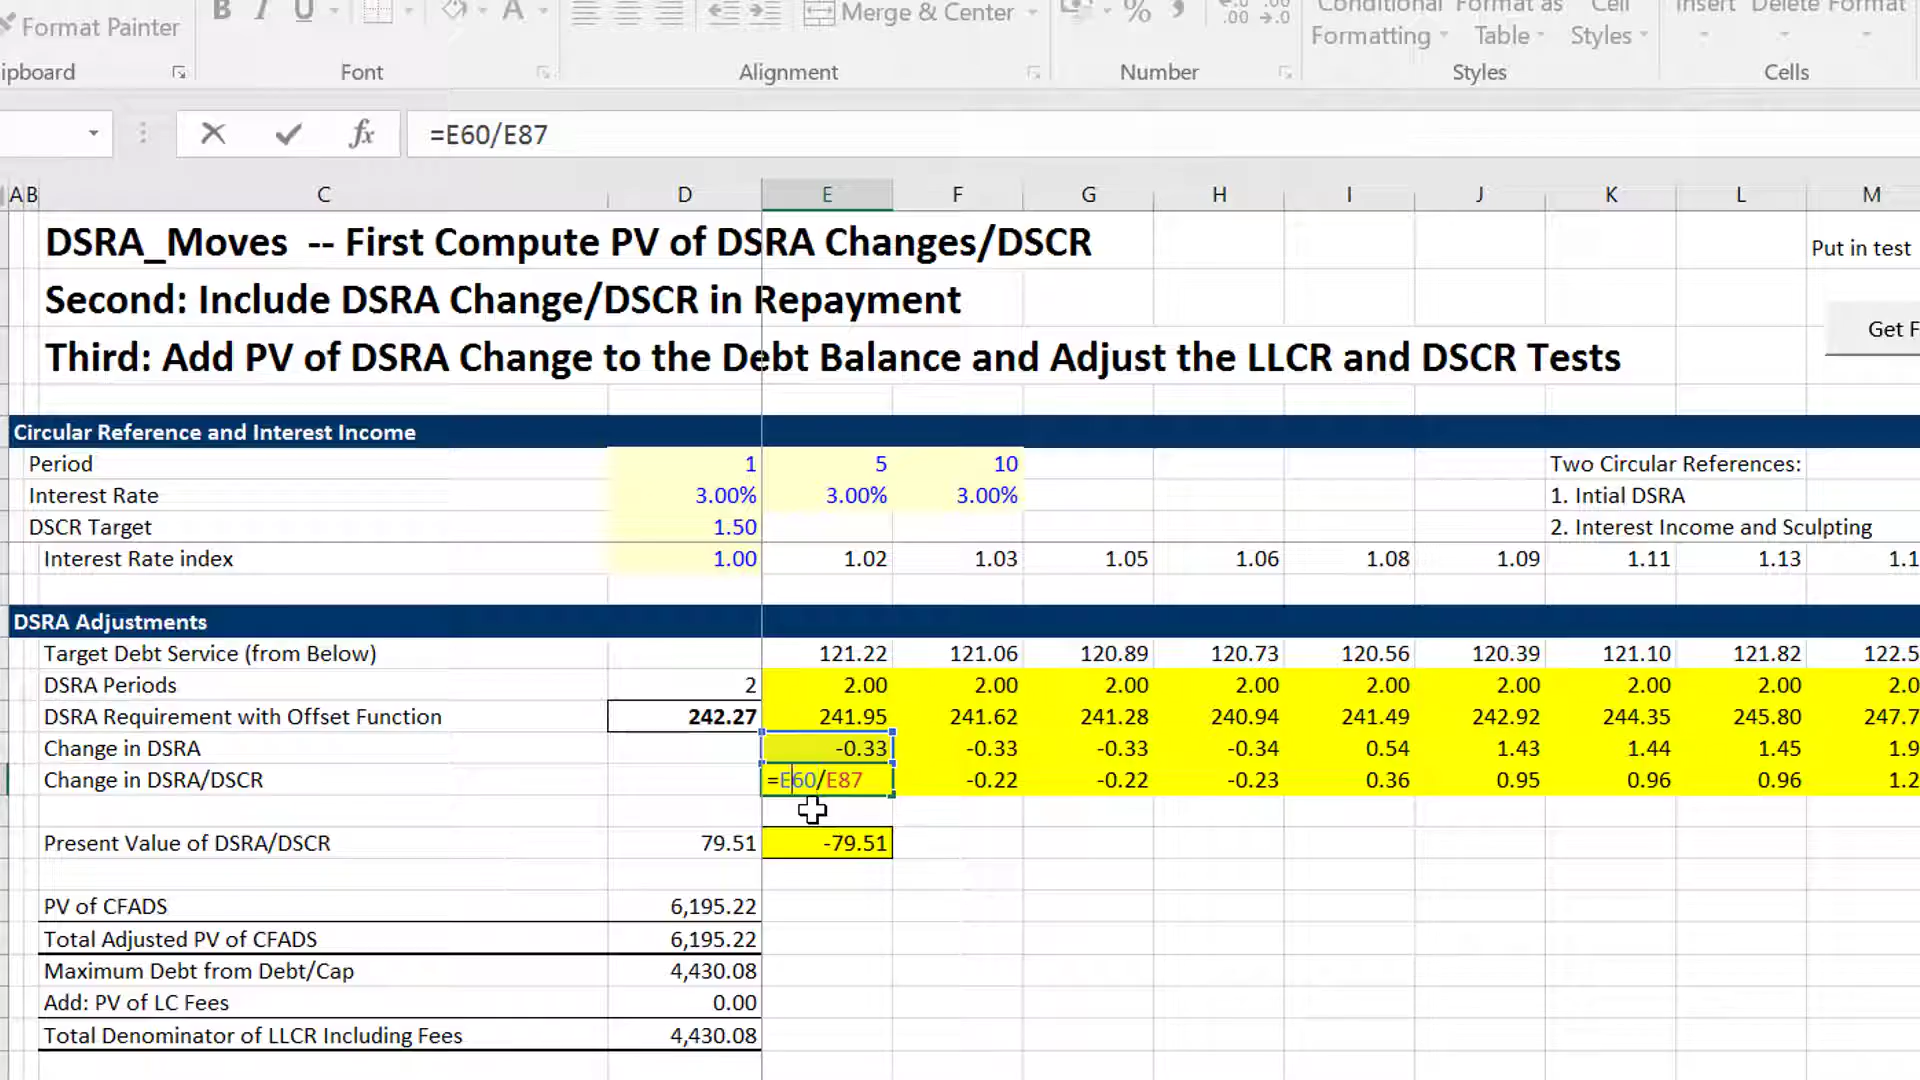 Format Painter B I U A Merge & Center % .00 .00 →.0 Conditional Format as Cell Insert Delete Format
Formatting Table Styles
Font Alignment Number Styles Cells
=E60/E87
A B C D E F G H I J K L M
DSRA_Moves -- First Compute PV of DSRA Changes/DSCR
Put in test
Second: Include DSRA Change/DSCR in Repayment
Get F
Third: Add PV of DSRA Change to the Debt Balance and Adjust the LLCR and DSCR Tests
Circular Reference and Interest Income
Period 1 5 10 Two Circular References:
Interest Rate 3.00% 3.00% 3.00% 1. Intial DSRA
DSCR Target 1.50 2. Interest Income and Sculpting
Interest Rate index 1.00 1.02 1.03 1.05 1.06 1.08 1.09 1.11 1.13 1.1
DSRA Adjustments
Target Debt Service (from Below) 121.22 121.06 120.89 120.73 120.56 120.39 121.10 121.82 122.5
DSRA Periods 2 2.00 2.00 2.00 2.00 2.00 2.00 2.00 2.00 2.0
DSRA Requirement with Offset Function 242.27 241.95 241.62 241.28 240.94 241.49 242.92 244.35 245.80 247.7
Change in DSRA -0.33 -0.33 -0.33 -0.34 0.54 1.43 1.44 1.45 1.9
Change in DSRA/DSCR =E60/E87 -0.22 -0.22 -0.23 0.36 0.95 0.96 0.96 1.2
Present Value of DSRA/DSCR 79.51 -79.51
PV of CFADS 6,195.22
Total Adjusted PV of CFADS 6,195.22
Maximum Debt from Debt/Cap 4,430.08
Add: PV of LC Fees 0.00
Total Denominator of LLCR Including Fees 4,430.08